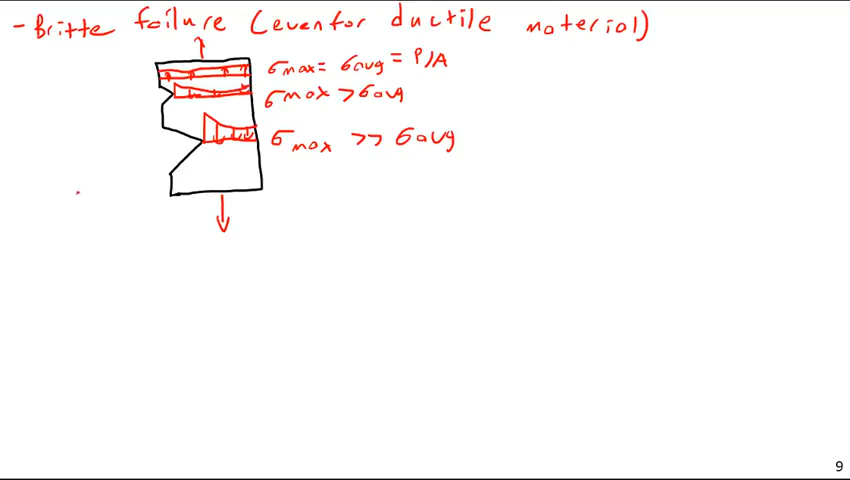 - Britte failure (even for ductile material)
σmax = σavg = P/A
σmax > σavg
σmax >> σavg
9